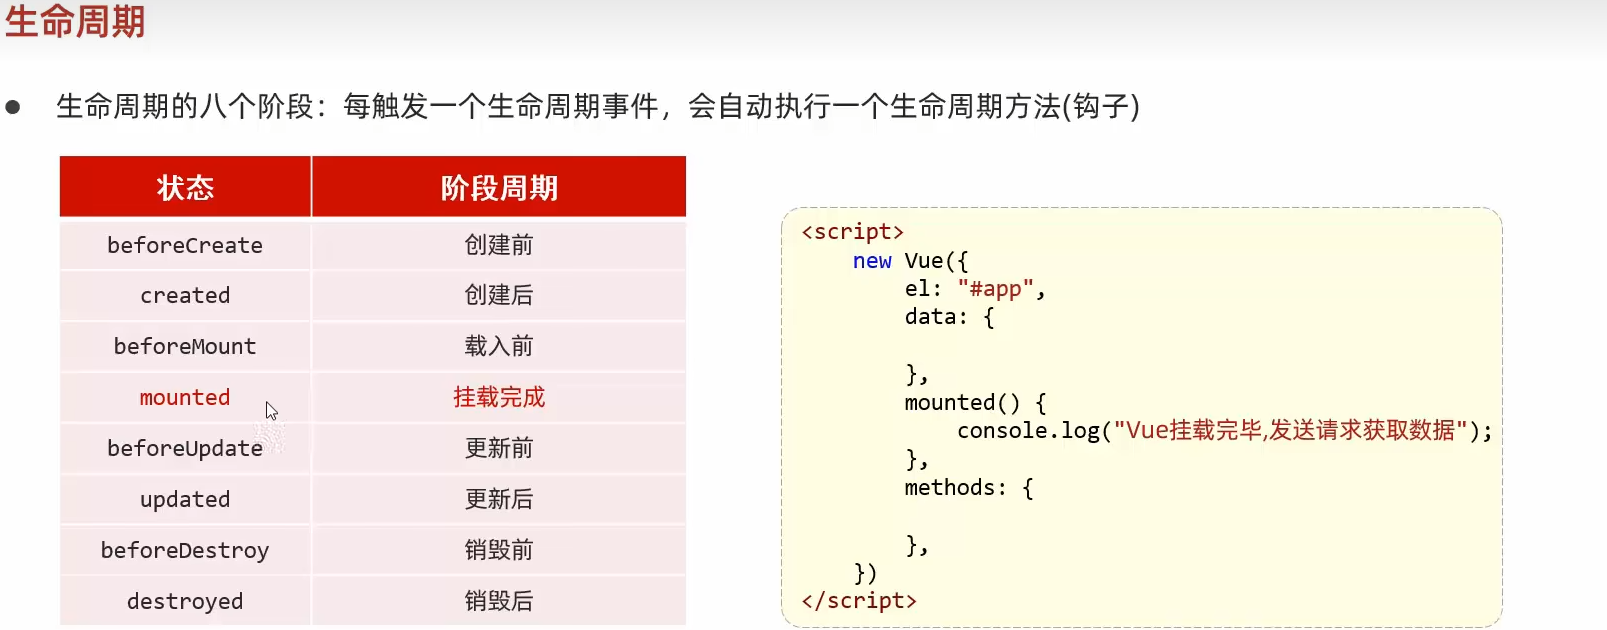 生命周期
● 生命周期的八个阶段：每触发一个生命周期事件，会自动执行一个生命周期方法(钩子)
状态 阶段周期
beforeCreate 创建前
created 创建后
beforeMount 载入前
mounted 挂载完成
beforeUpdate 更新前
updated 更新后
beforeDestroy 销毁前
destroyed 销毁后
<script>
new Vue({
el: "#app",
data: {
},
mounted() {
console.log("Vue挂载完毕,发送请求获取数据");
},
methods: {
},
})
</script>